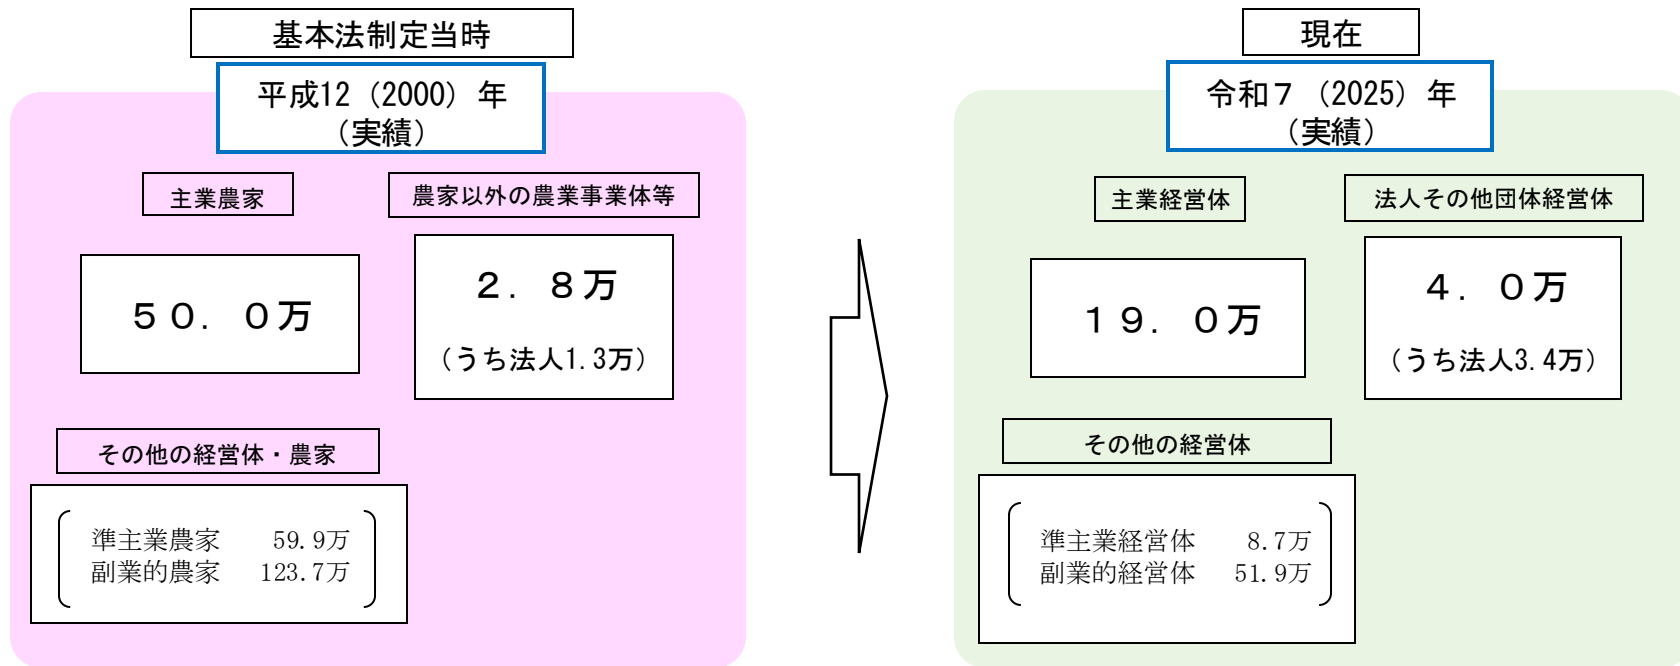 基本法制定当時
平成12（2000）年
（実績）
主業農家
農家以外の農業事業体等
５０．０万
２．８万
（うち法人1.3万）
その他の経営体・農家
準主業農家　59.9万
副業的農家　123.7万
現在
令和７（2025）年
（実績）
主業経営体
法人その他団体経営体
１９．０万
４．０万
（うち法人3.4万）
その他の経営体
準主業経営体　8.7万
副業的経営体　51.9万